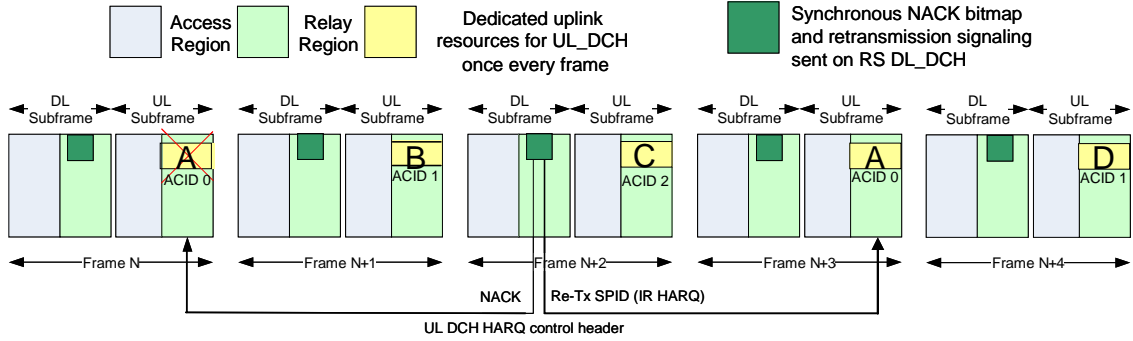 Access
Region
Relay
Region
Dedicated uplink
resources for UL_DCH
once every frame
Synchronous NACK bitmap
and retransmission signaling
sent on RS DL_DCH
DL
Subframe
UL
Subframe
DL
Subframe
UL
Subframe
DL
Subframe
UL
Subframe
DL
Subframe
UL
Subframe
DL
Subframe
UL
Subframe
A
ACID 0
B
ACID 1
C
ACID 2
A
ACID 0
D
ACID 1
Frame N
Frame N+1
Frame N+2
Frame N+3
Frame N+4
NACK
Re-Tx SPID (IR HARQ)
UL DCH HARQ control header